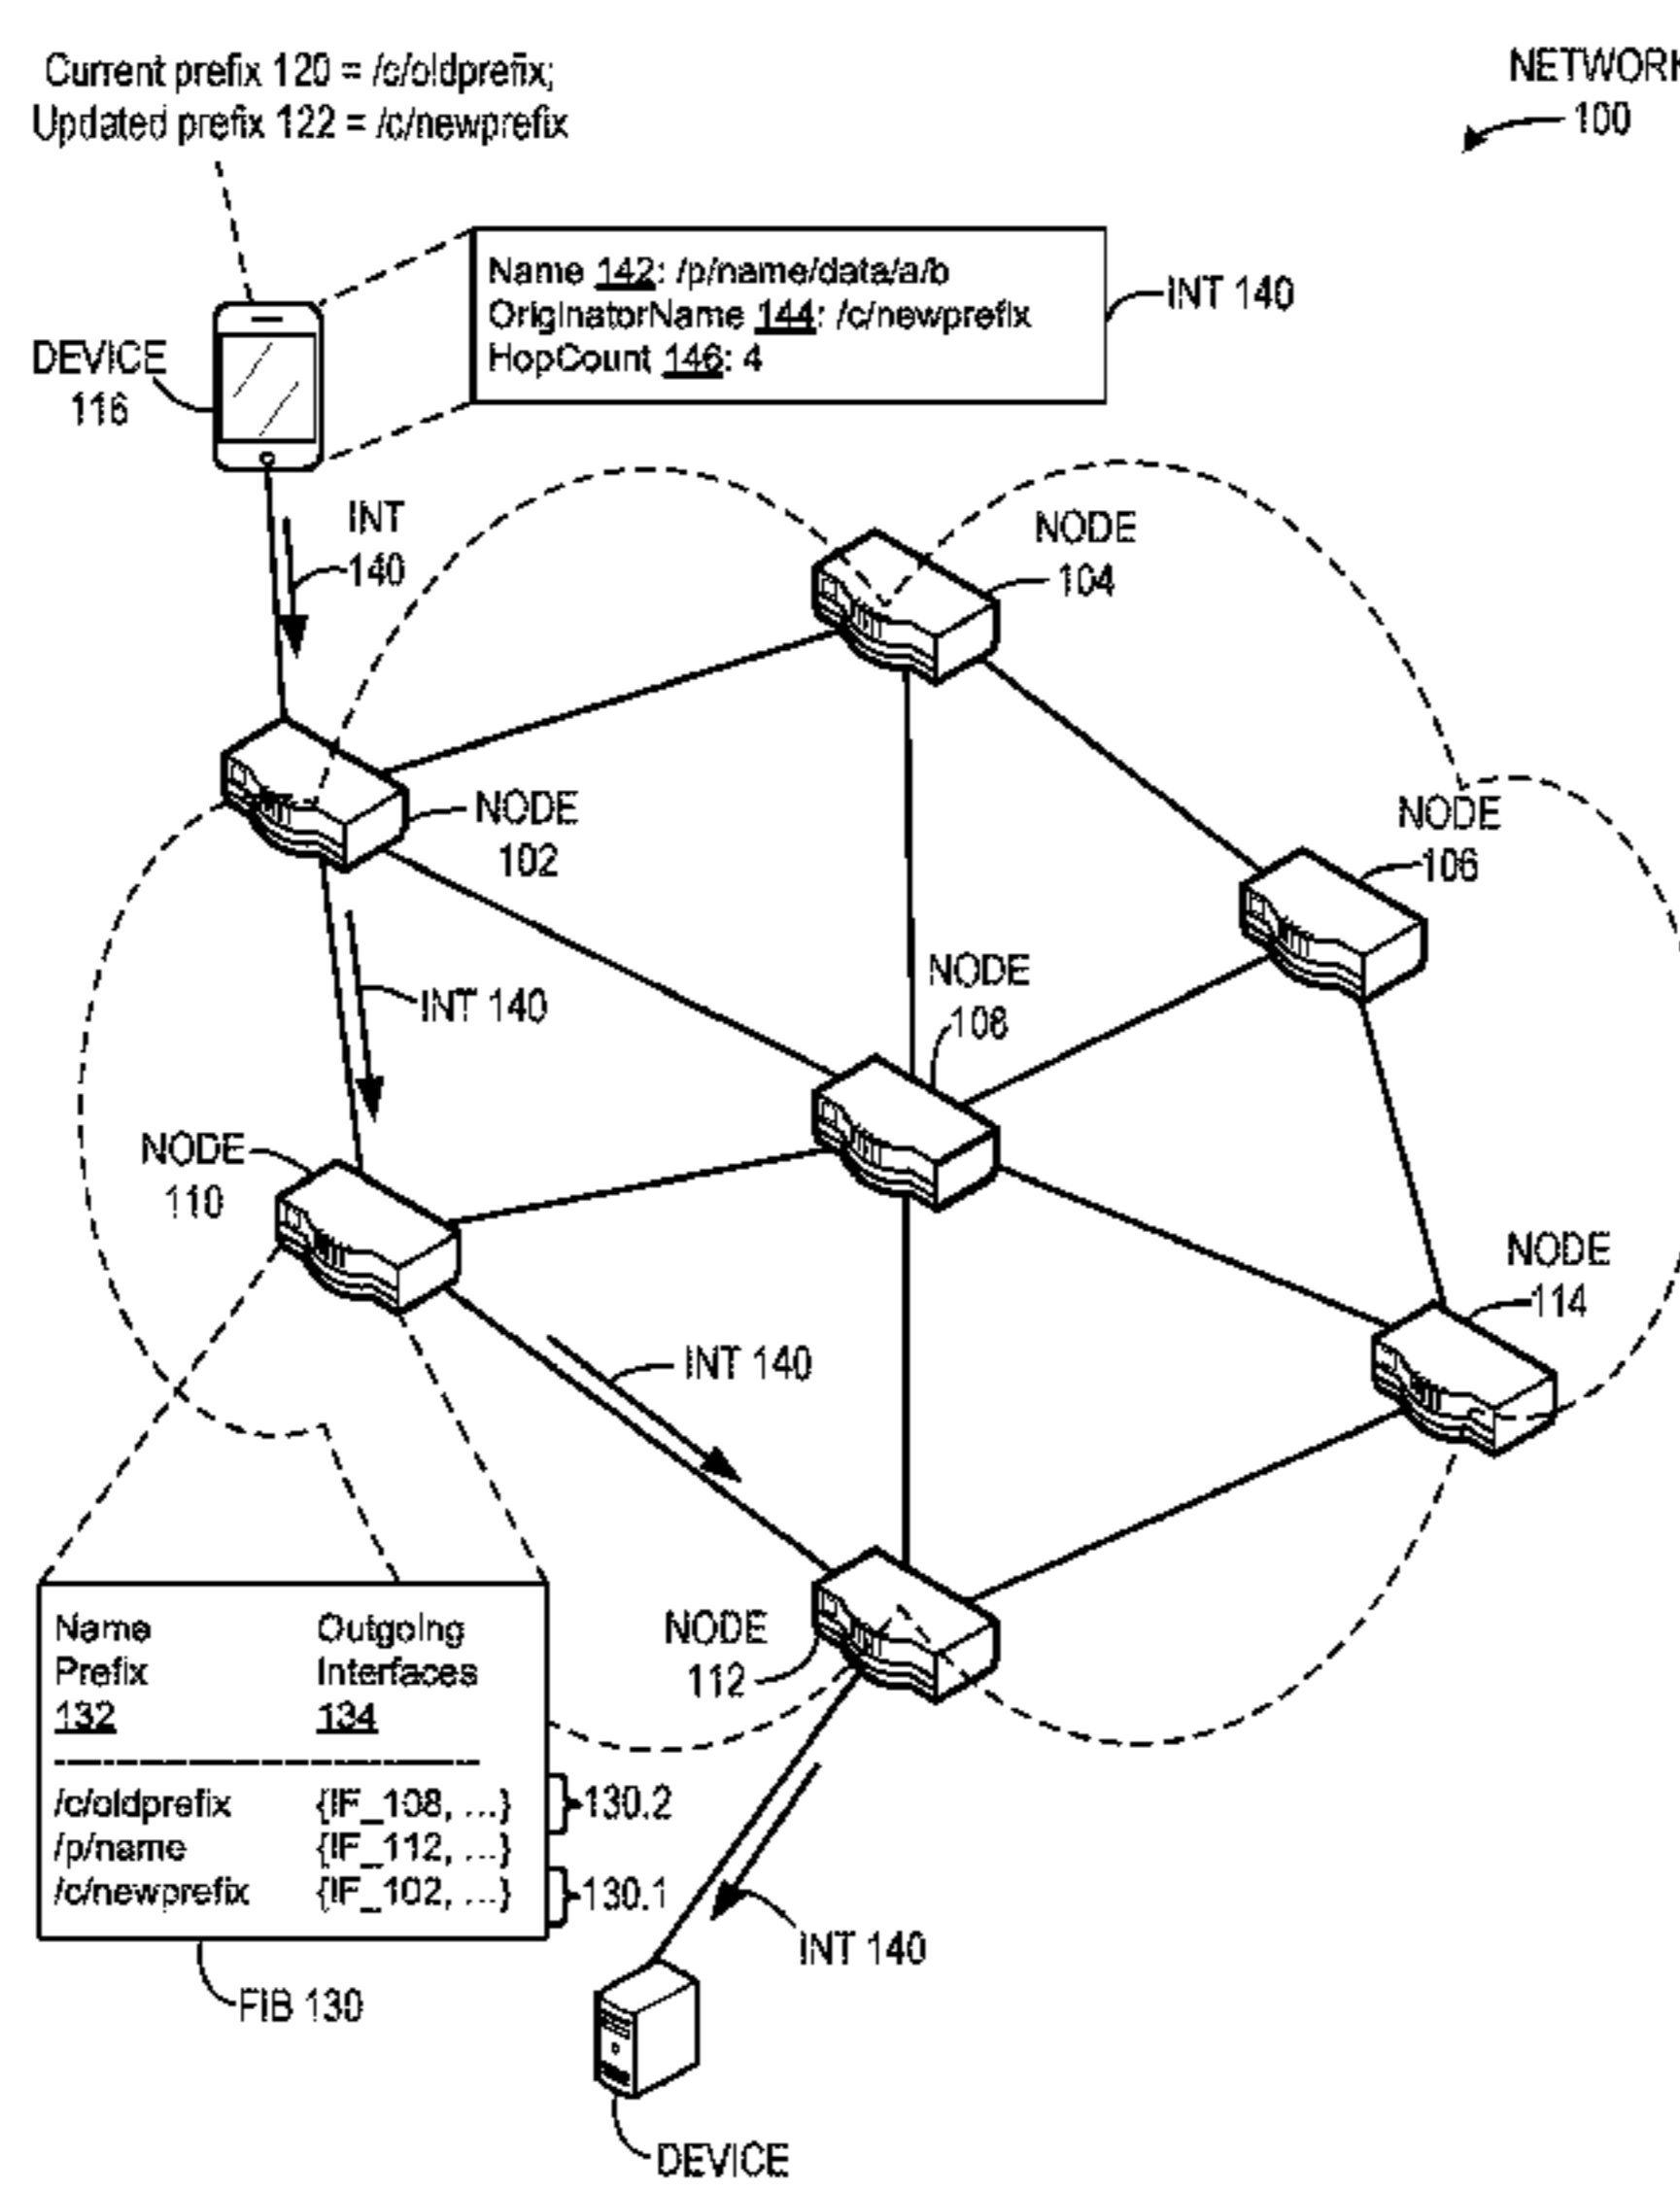 Current prefix 120 = /c/oldprefix;
Updated prefix 122 = /c/newprefix
NETWORK
100
Name 142: /p/name/data/a/b
OriginatorName 144: /c/newprefix
HopCount 146: 4
INT 140
DEVICE
116
INT
140
NODE
104
NODE
102
NODE
106
INT 140
NODE
108
NODE
110
NODE
114
INT 140
Name Outgoing
Prefix Interfaces
132 134
/c/oldprefix {IF_108, ...} 130.2
/p/name {IF_112, ...}
/c/newprefix {IF_102, ...} 130.1
NODE
112
INT 140
FIB 130
DEVICE